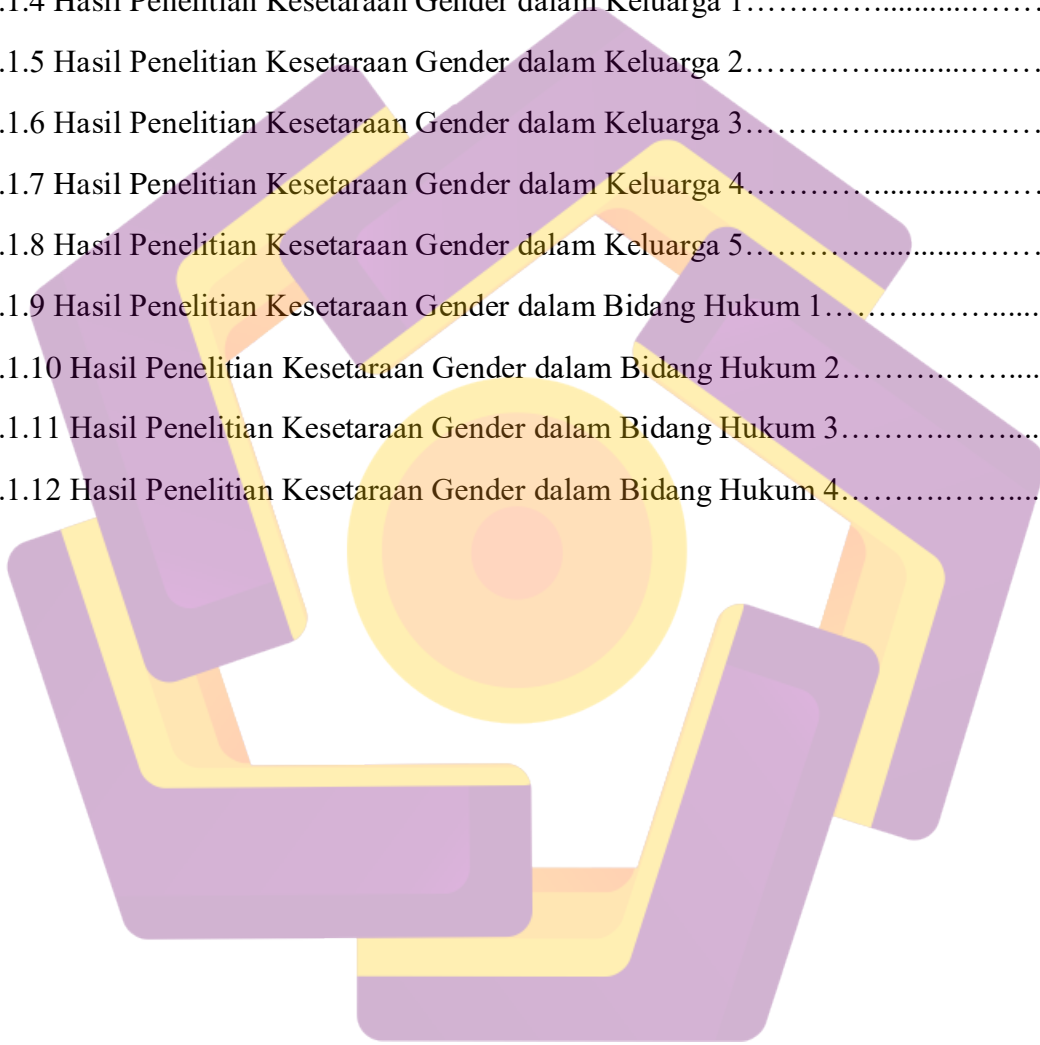 .1.4 Hasil Penelitian Kesetaraan Gender dalam Keluarga 1…………...........…….
.1.5 Hasil Penelitian Kesetaraan Gender dalam Keluarga 2…………...........…….
.1.6 Hasil Penelitian Kesetaraan Gender dalam Keluarga 3…………...........…….
.1.7 Hasil Penelitian Kesetaraan Gender dalam Keluarga 4…………...........…….
.1.8 Hasil Penelitian Kesetaraan Gender dalam Keluarga 5…………...........…….
.1.9 Hasil Penelitian Kesetaraan Gender dalam Bidang Hukum 1………..……......
.1.10 Hasil Penelitian Kesetaraan Gender dalam Bidang Hukum 2………..…….....
.1.11 Hasil Penelitian Kesetaraan Gender dalam Bidang Hukum 3………..…….....
.1.12 Hasil Penelitian Kesetaraan Gender dalam Bidang Hukum 4………..…….....